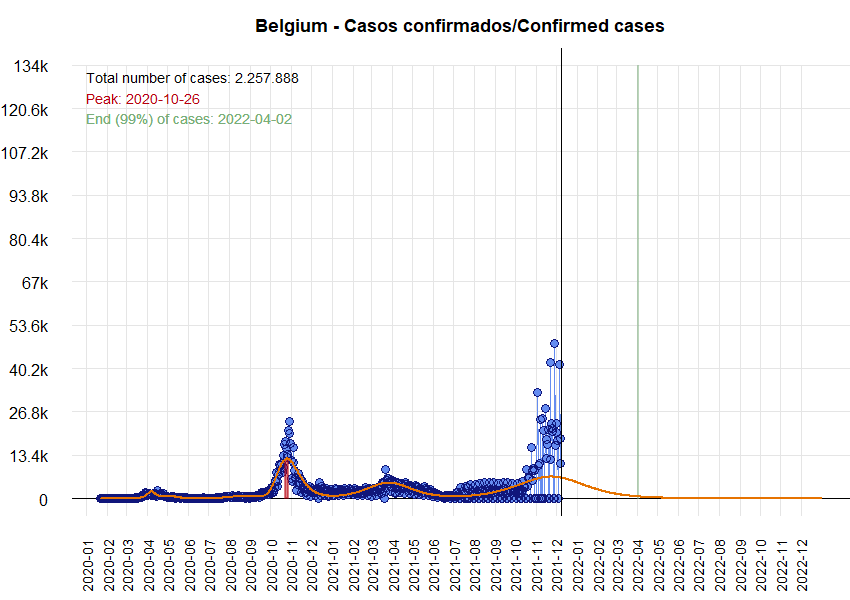 Belgium - Casos confirmados/Confirmed cases
134k
120.6k
107.2k
93.8k
80.4k
67k
53.6k
40.2k
26.8k
13.4k
0
Total number of cases: 2.257.888
Peak: 2020-10-26
End (99%) of cases: 2022-04-02
2020-01
2020-02
2020-03
2020-04
2020-05
2020-06
2020-07
2020-08
2020-09
2020-10
2020-11
2020-12
2021-01
2021-02
2021-03
2021-04
2021-05
2021-06
2021-07
2021-08
2021-09
2021-10
2021-11
2021-12
2022-01
2022-02
2022-03
2022-04
2022-05
2022-06
2022-07
2022-08
2022-09
2022-10
2022-11
2022-12